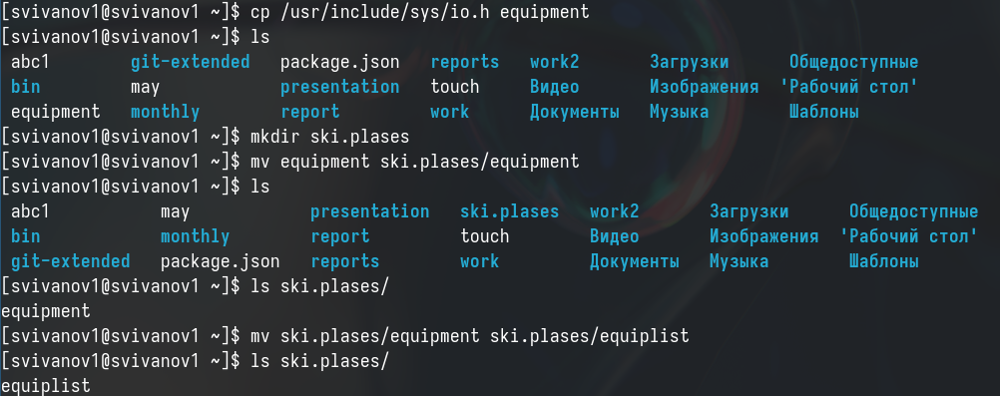 [svivanov1@svivanov1 ~]$ cp /usr/include/sys/io.h equipment
[svivanov1@svivanov1 ~]$ ls
abc1 git-extended package.json reports work2 Загрузки Общедоступные
bin may presentation touch Видео Изображения 'Рабочий стол'
equipment monthly report work Документы Музыка Шаблоны
[svivanov1@svivanov1 ~]$ mkdir ski.plases
[svivanov1@svivanov1 ~]$ mv equipment ski.plases/equipment
[svivanov1@svivanov1 ~]$ ls
abc1 may presentation ski.plases work2 Загрузки Общедоступные
bin monthly report touch Видео Изображения 'Рабочий стол'
git-extended package.json reports work Документы Музыка Шаблоны
[svivanov1@svivanov1 ~]$ ls ski.plases/
equipment
[svivanov1@svivanov1 ~]$ mv ski.plases/equipment ski.plases/equiplist
[svivanov1@svivanov1 ~]$ ls ski.plases/
equiplist